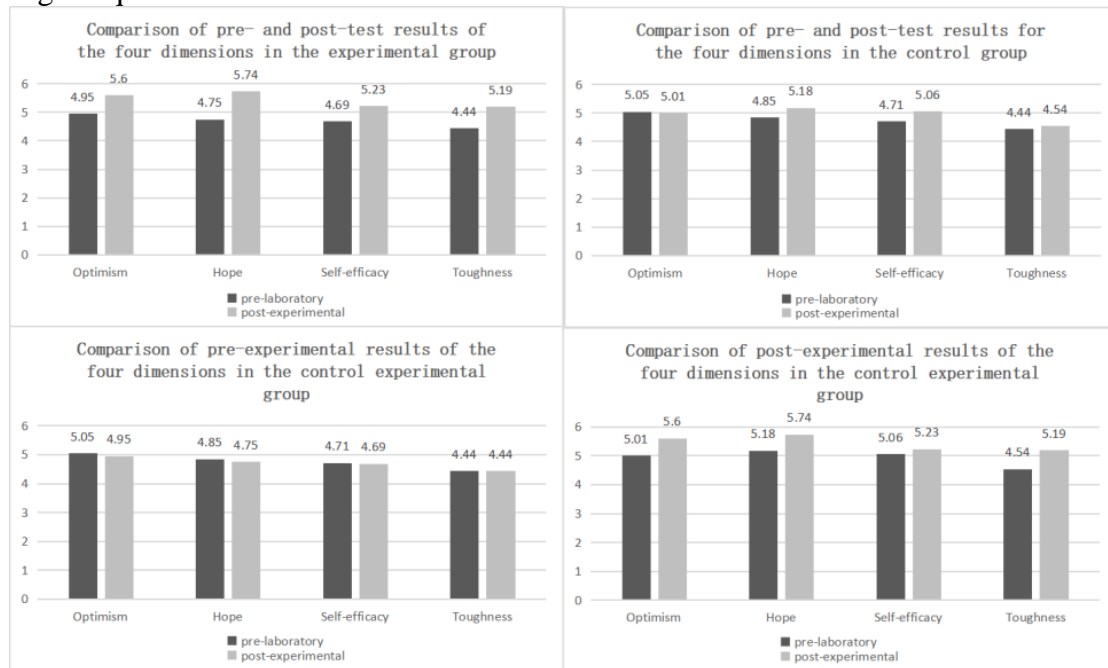 Comparison of pre- and post-test results of
the four dimensions in the experimental group
6
5
4
3
2
1
0
4.95 5.6
4.75 5.74
4.69 5.23
4.44 5.19
Optimism Hope Self-efficacy Toughness
pre-laboratory
post-experimental
Comparison of pre- and post-test results for
the four dimensions in the control group
6
5
4
3
2
1
0
5.05 5.01
4.85 5.18
4.71 5.06
4.44 4.54
Optimism Hope Self-efficacy Toughness
pre-laboratory
post-experimental
Comparison of pre-experimental results of the
four dimensions in the control experimental
group
6
5
4
3
2
1
0
5.05 4.95
4.85 4.75
4.71 4.69
4.44 4.44
Optimism Hope Self-efficacy Toughness
pre-laboratory
post-experimental
Comparison of post-experimental results of the
four dimensions in the control experimental
group
6
5
4
3
2
1
0
5.01 5.6
5.18 5.74
5.06 5.23
4.54 5.19
Optimism Hope Self-efficacy Toughness
pre-laboratory
post-experimental